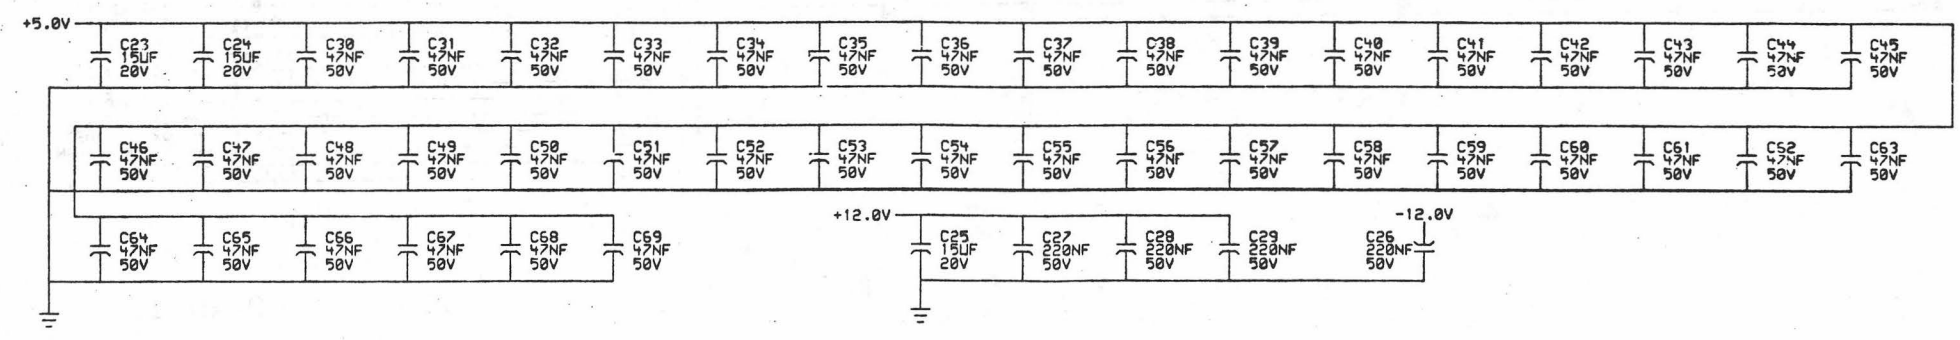 +5.0V
C23
15UF
20V
C24
15UF
20V
C30
47NF
50V
C31
47NF
50V
C32
47NF
50V
C33
47NF
50V
C34
47NF
50V
C35
47NF
50V
C36
47NF
50V
C37
47NF
50V
C38
47NF
50V
C39
47NF
50V
C40
47NF
50V
C41
47NF
50V
C42
47NF
50V
C43
47NF
50V
C44
47NF
50V
C45
47NF
50V
C46
47NF
50V
C47
47NF
50V
C48
47NF
50V
C49
47NF
50V
C50
47NF
50V
C51
47NF
50V
C52
47NF
50V
C53
47NF
50V
C54
47NF
50V
C55
47NF
50V
C56
47NF
50V
C57
47NF
50V
C58
47NF
50V
C59
47NF
50V
C60
47NF
50V
C61
47NF
50V
C62
47NF
50V
C63
47NF
50V
C64
47NF
50V
C65
47NF
50V
C66
47NF
50V
C67
47NF
50V
C68
47NF
50V
C69
47NF
50V
+12.0V
C25
15UF
20V
C27
220NF
50V
C28
220NF
50V
C29
220NF
50V
-12.0V
C26
220NF
50V